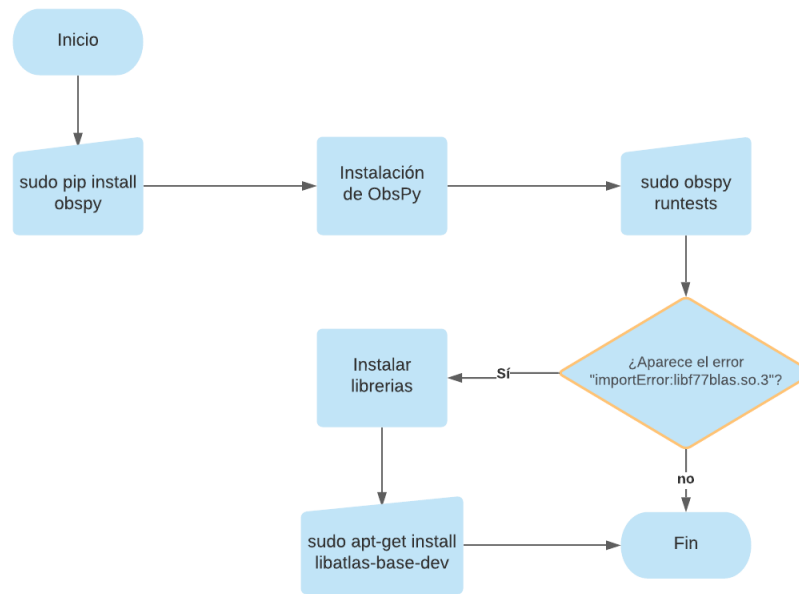 Inicio
sudo pip install
obspy
Instalación
de ObsPy
sudo obspy
runtests
¿Aparece el error
"importError:libf77blas.so.3"?
Sí
Instalar
librerias
no
sudo apt-get install
libatlas-base-dev
Fin